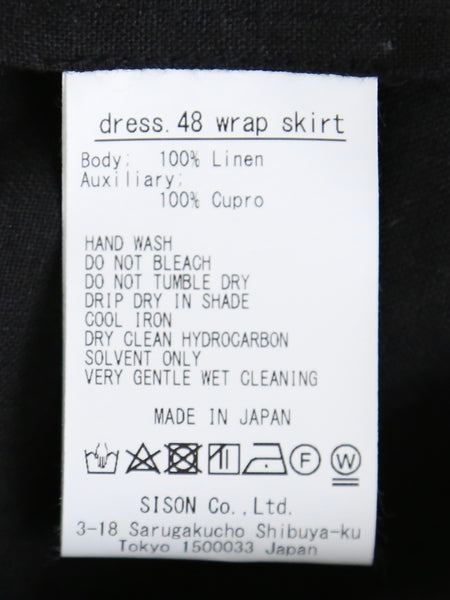 dress. 48 wrap skirt
Body: 100% Linen
Auxiliary:
100% Cupro
HAND WASH
DO NOT BLEACH
DO NOT TUMBLE DRY
DRIP DRY IN SHADE
COOL IRON
DRY CLEAN HYDROCARBON
SOLVENT ONLY
VERY GENTLE WET CLEANING
MADE IN JAPAN
F W
SISON Co.,Ltd.
3-18 Sarugakucho Shibuya-ku
Tokyo 1500033 Japan